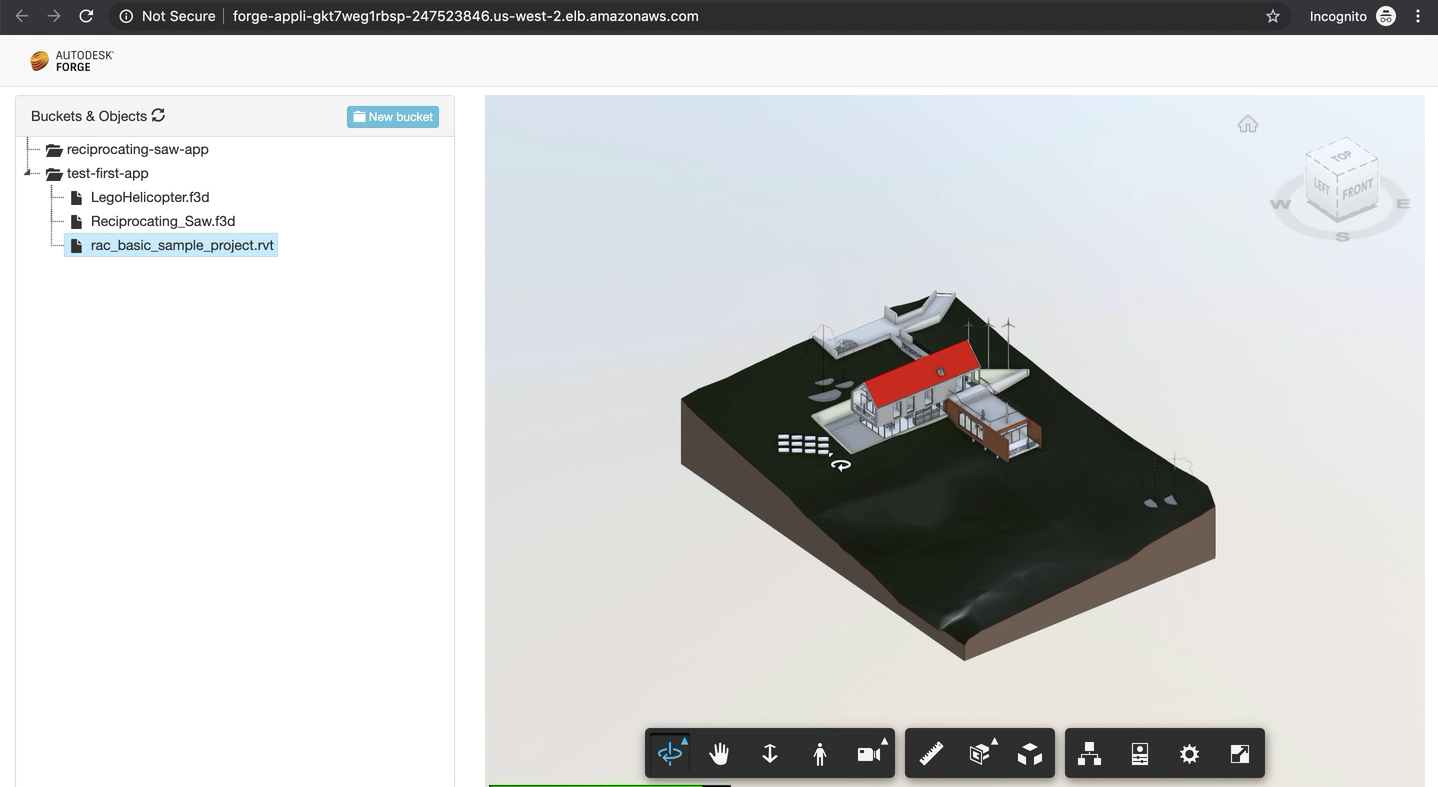 Not Secure
forge-appli-gkt7weg1rbsp-247523846.us-west-2.elb.amazonaws.com
Incognito
AUTODESK
FORGE
Buckets & Objects
New bucket
reciprocating-saw-app
test-first-app
LegoHelicopter.f3d
Reciprocating_Saw.f3d
rac_basic_sample_project.rvt
TOP
LEFT
FRONT
W
E
S